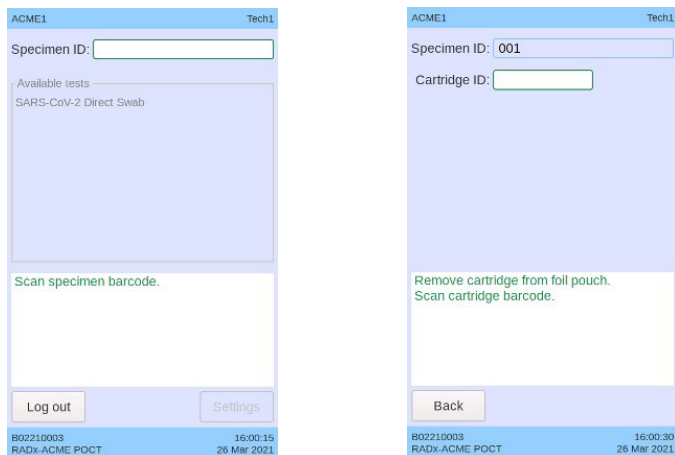 ACME1 Tech1
Specimen ID:
Available tests
SARS-CoV-2 Direct Swab
Scan specimen barcode.
Log out Settings
B02210003 16:00:15
RADx-ACME POCT 26 Mar 2021
ACME1 Tech1
Specimen ID: 001
Cartridge ID:
Remove cartridge from foil pouch.
Scan cartridge barcode.
Back
B02210003 16:00:30
RADx-ACME POCT 26 Mar 2021